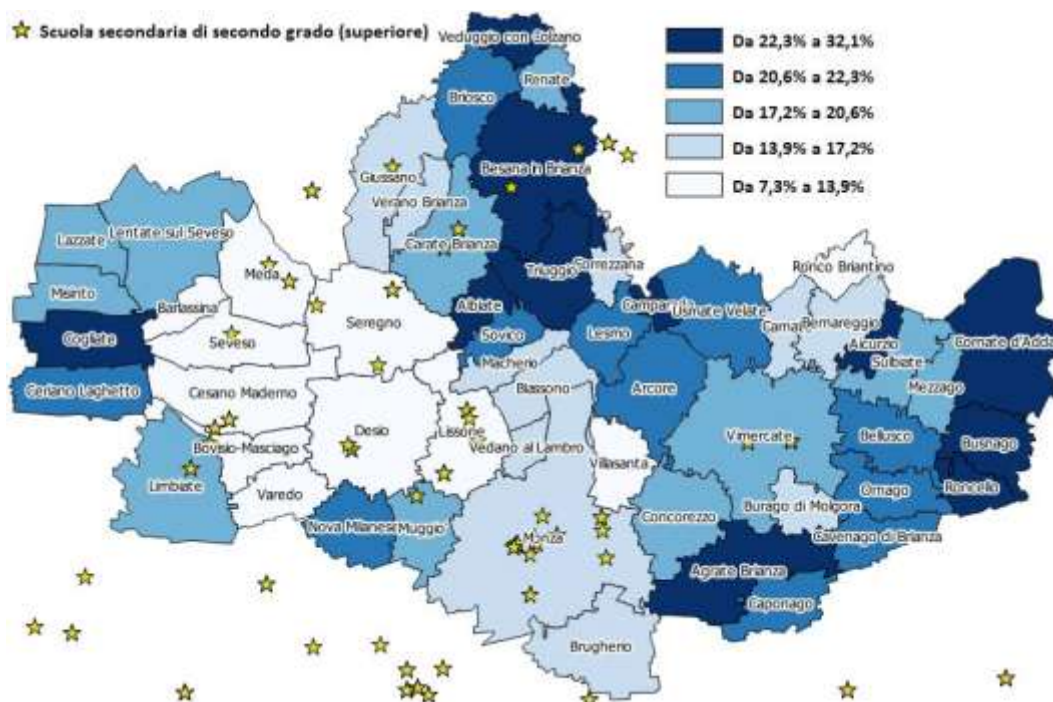 Scuola secondaria di secondo grado (superiore)
Da 22,3% a 32,1%
Da 20,6% a 22,3%
Da 17,2% a 20,6%
Da 13,9% a 17,2%
Da 7,3% a 13,9%
Veduggio con Colzano
Renate
Briosco
Besana in Brianza
Giussano
Verano Brianza
Carate Brianza
Triuggio
Correzzana
Lentate sul Seveso
Lazzate
Meda
Misinto
Barlassina
Seregno
Albiate
Sovico
Lesmo
Usmate Velate
Ronco Briantino
Bernareggio
Aicurzio
Sulbiate
Cornate d'Adda
Mezzago
Cogliate
Seveso
Macherio
Biassono
Arcore
Ceriano Laghetto
Cesano Maderno
Desio
Lissone
Vedano al Lambro
Villasanta
Vimercate
Bellusco
Busnago
Bovisio-Masciago
Limbiate
Varedo
Roncello
Ornago
Burago di Molgora
Concorezzo
Nova Milanese
Muggio
Monza
Cavenago di Brianza
Agrate Brianza
Caponago
Brugherio